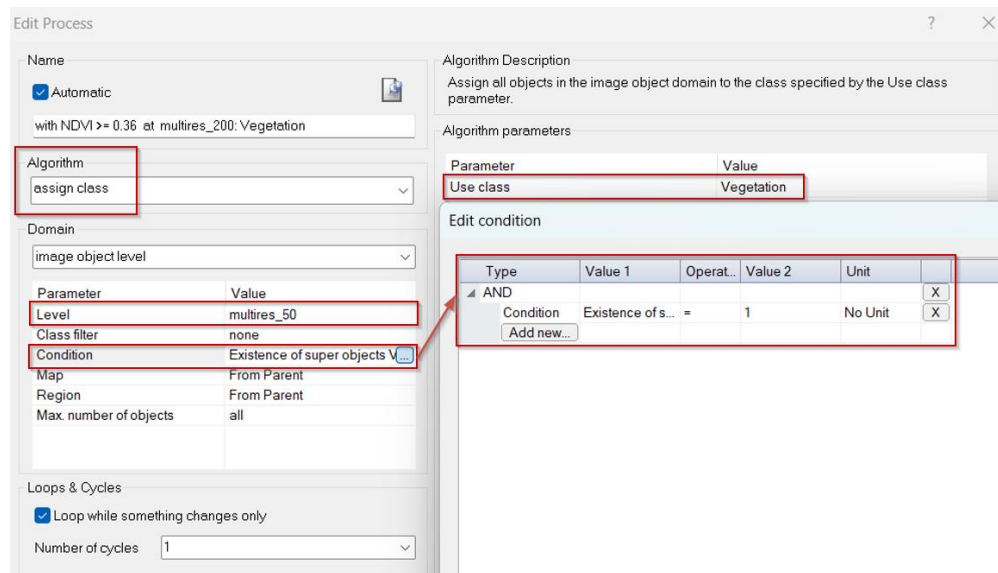 Edit Process
?
Name
Automatic
with NDVI >= 0.36 at multires_200: Vegetation
Algorithm
assign class
Domain
image object level
Parameter Value
Level multires_50
Class filter none
Condition Existence of super objects V...
Map From Parent
Region From Parent
Max. number of objects all
Loops & Cycles
Loop while something changes only
Number of cycles 1
Algorithm Description
Assign all objects in the image object domain to the class specified by the Use class
parameter.
Algorithm parameters
Parameter Value
Use class Vegetation
Edit condition
Type Value 1 Operat... Value 2 Unit
AND X
Condition Existence of s... = 1 No Unit X
Add new...